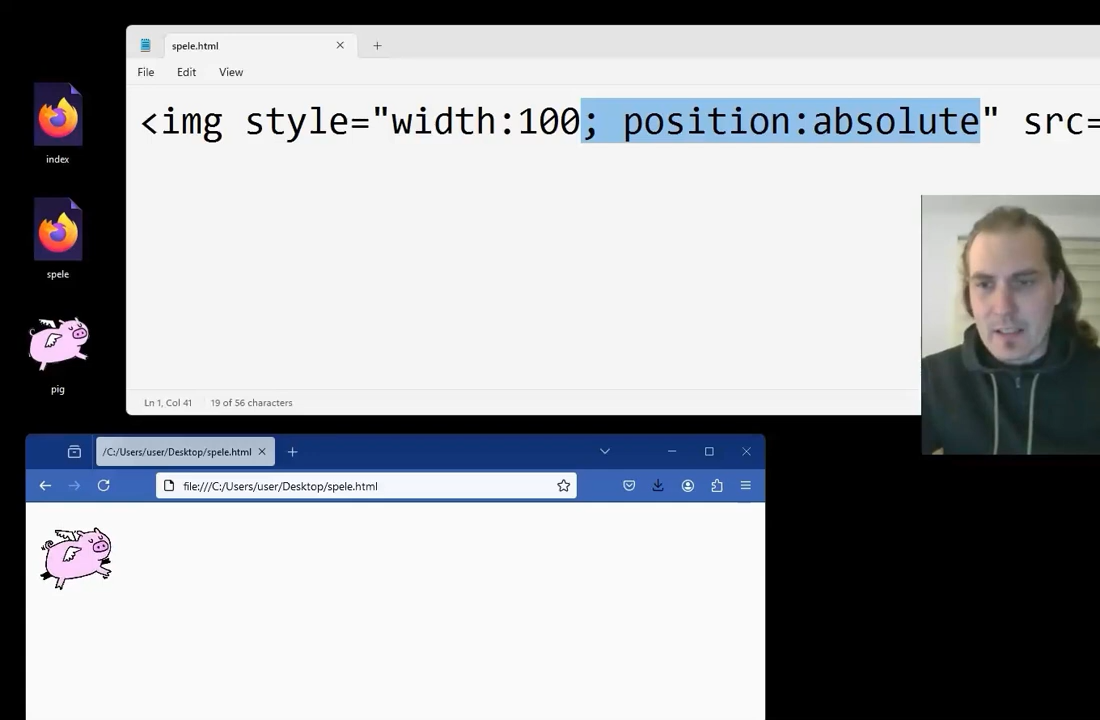 spele.html
File Edit View
<img style="width:100; position:absolute" src=
index
spele
pig
Ln 1, Col 41 19 of 56 characters
/C:/Users/user/Desktop/spele.html
file:///C:/Users/user/Desktop/spele.html